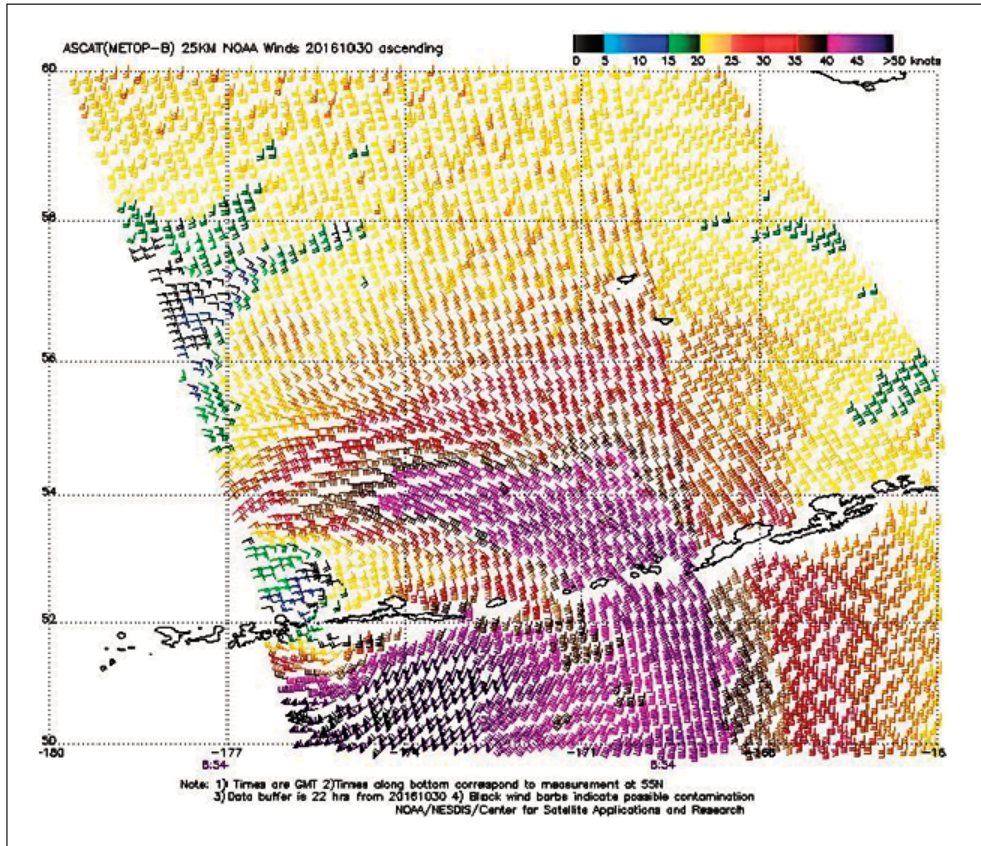 ASCAT(METOP-B) 25KM NOAA Winds 20161030 ascending
0 5 10 15 20 25 30 35 40 45 >50 knots
60
58
56
54
52
50
-180 -177 -174 -171 -168
8:54 8:54
Note: 1) Times are GMT 2)Times along bottom correspond to measurement at 55N
3)Data buffer is 22 hrs from 20161030 4) Black wind barbs indicate possible contamination
NOAA/NESDIS/Center for Satellite Applications and Research